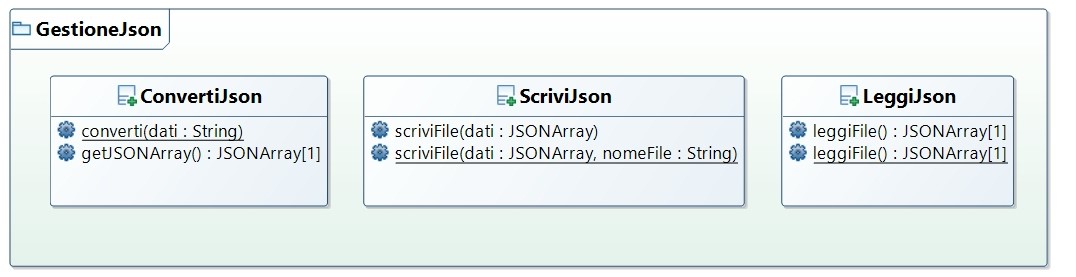 GestioneJson
ConvertiJson
converti(dati : String)
getJSONArray() : JSONArray[1]
ScriviJson
scriviFile(dati : JSONArray)
scriviFile(dati : JSONArray, nomeFile : String)
LeggiJson
leggiFile() : JSONArray[1]
leggiFile() : JSONArray[1]